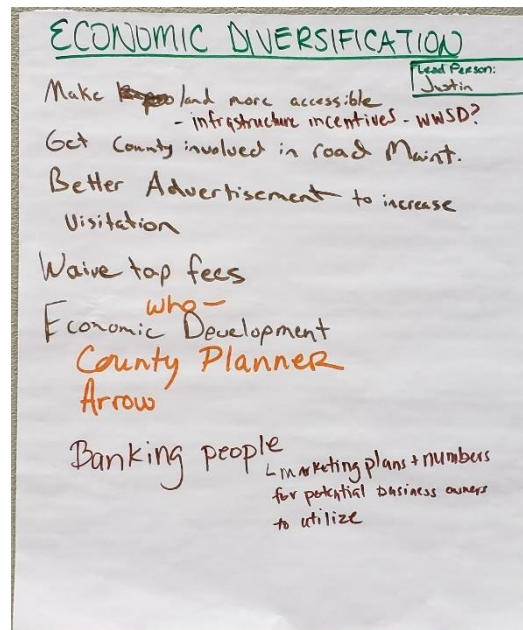 ECONOMIC DIVERSIFICATION
Lead Person:
Justin
Make land more accessible
- infrastructure incentives - WWSD?
Get County involved in road Maint.
Better Advertisement to increase
Visitation
Waive tap fees
who -
Economic Development
County Planner
Arrow
Banking people
marketing plans + numbers
for potential business owners
to utilize